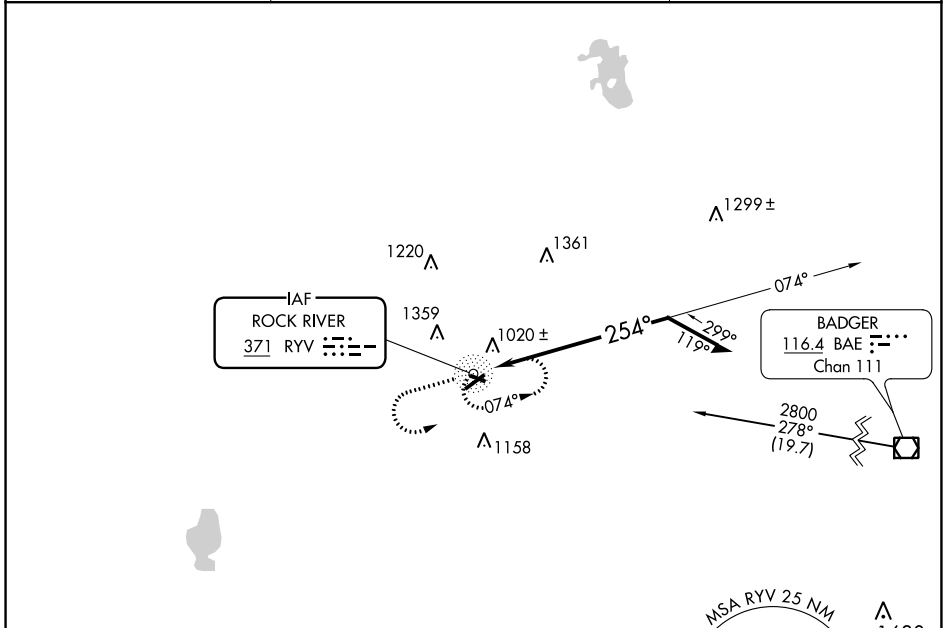 1299 ±
1220
1361
074°
IAF
ROCK RIVER
371 RYV
1359
1020 ±
254°
299°
119°
BADGER
116.4 BAE
Chan 111
074°
2800
278°
(19.7)
1158
MSA RYV 25 NM